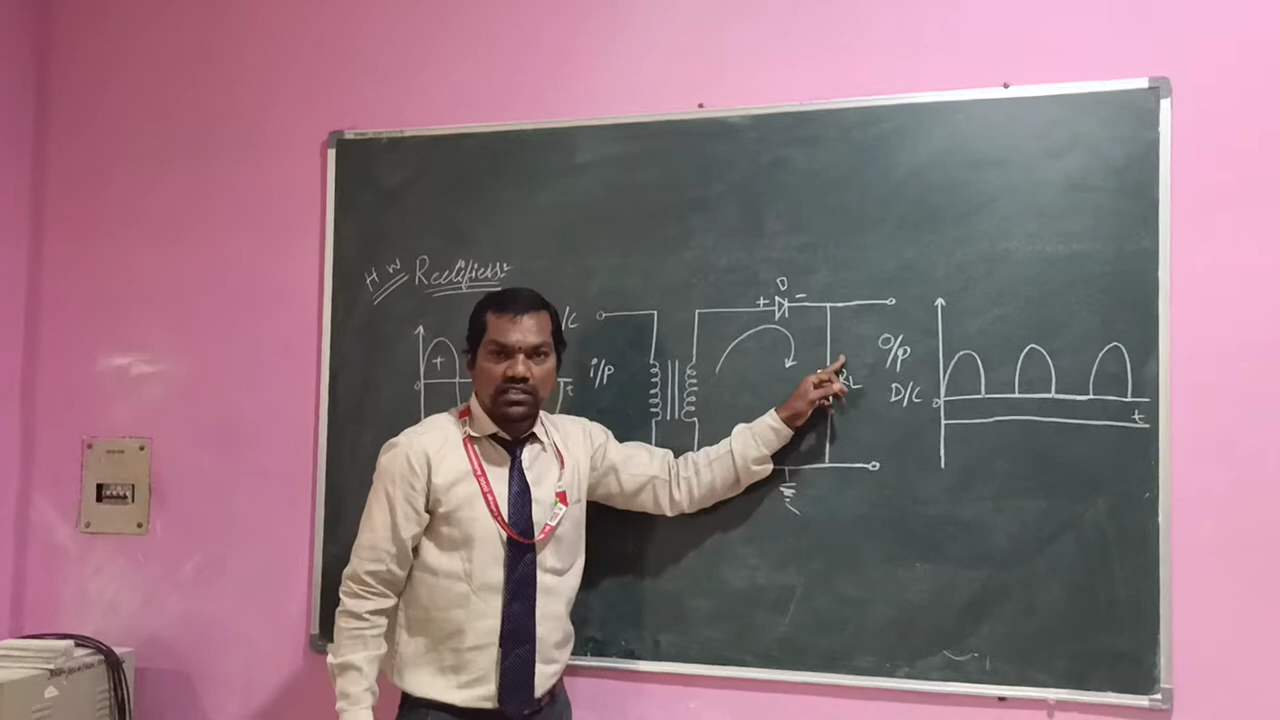 H W Rectifiers:
+
t
/C
i/p
D
+ -
RL
O/p
D/C
t